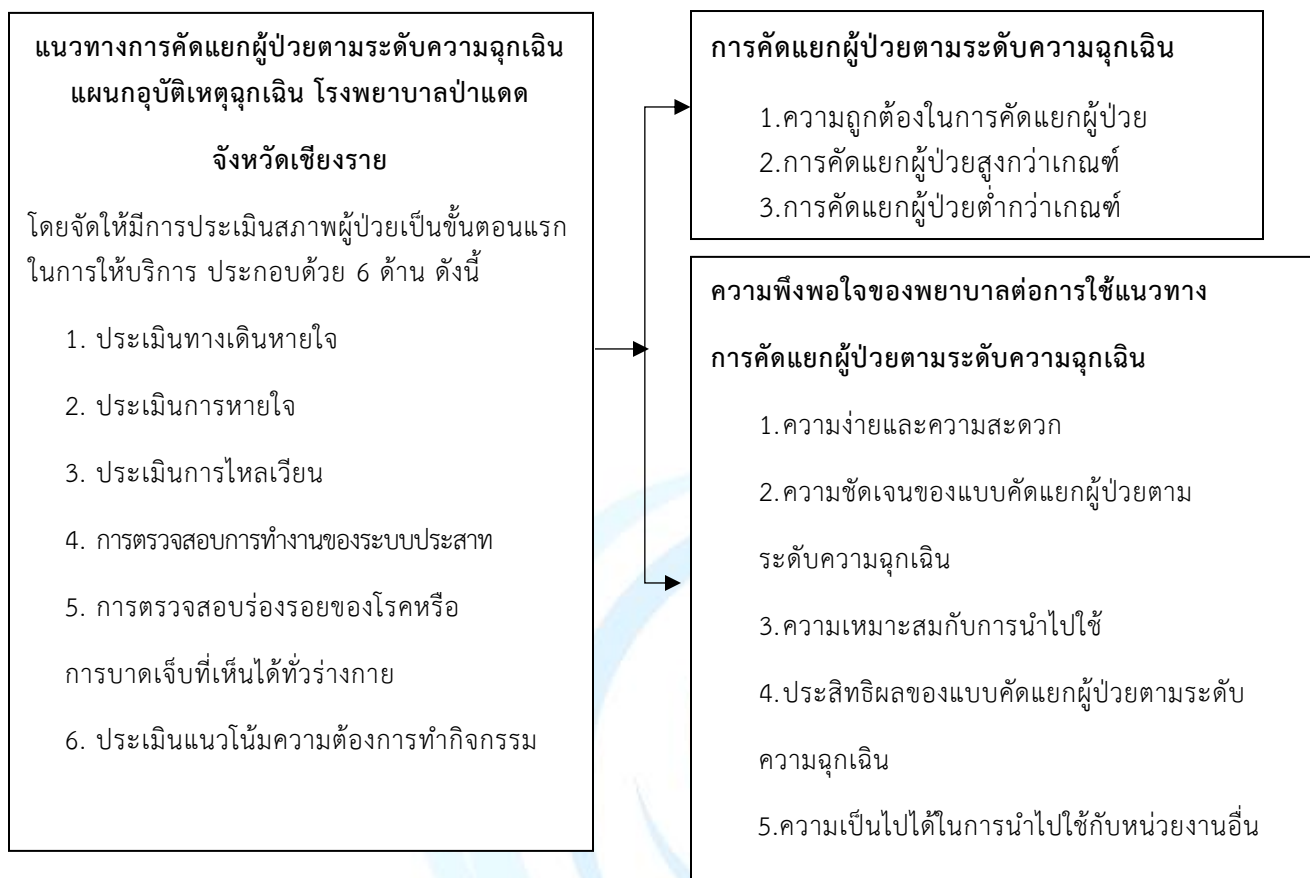 แนวทางการคัดแยกผู้ป่วยตามระดับความฉุกเฉิน
แผนกอุบัติเหตุฉุกเฉิน โรงพยาบาลป่าแดด
จังหวัดเชียงราย
โดยจัดให้มีการประเมินสภาพผู้ป่วยเป็นขั้นตอนแรก
ในการให้บริการ ประกอบด้วย 6 ด้าน ดังนี้
1. ประเมินทางเดินหายใจ
2. ประเมินการหายใจ
3. ประเมินการไหลเวียน
4. การตรวจสอบการทำงานของระบบประสาท
5. การตรวจสอบร่องรอยของโรคหรือ
การบาดเจ็บที่เห็นได้ทั่วร่างกาย
6. ประเมินแนวโน้มความต้องการทำกิจกรรม
การคัดแยกผู้ป่วยตามระดับความฉุกเฉิน
1.ความถูกต้องในการคัดแยกผู้ป่วย
2.การคัดแยกผู้ป่วยสูงกว่าเกณฑ์
3.การคัดแยกผู้ป่วยต่ำกว่าเกณฑ์
ความพึงพอใจของพยาบาลต่อการใช้แนวทาง
การคัดแยกผู้ป่วยตามระดับความฉุกเฉิน
1.ความง่ายและความสะดวก
2.ความชัดเจนของแบบคัดแยกผู้ป่วยตาม
ระดับความฉุกเฉิน
3.ความเหมาะสมกับการนำไปใช้
4.ประสิทธิผลของแบบคัดแยกผู้ป่วยตามระดับ
ความฉุกเฉิน
5.ความเป็นไปได้ในการนำไปใช้กับหน่วยงานอื่น